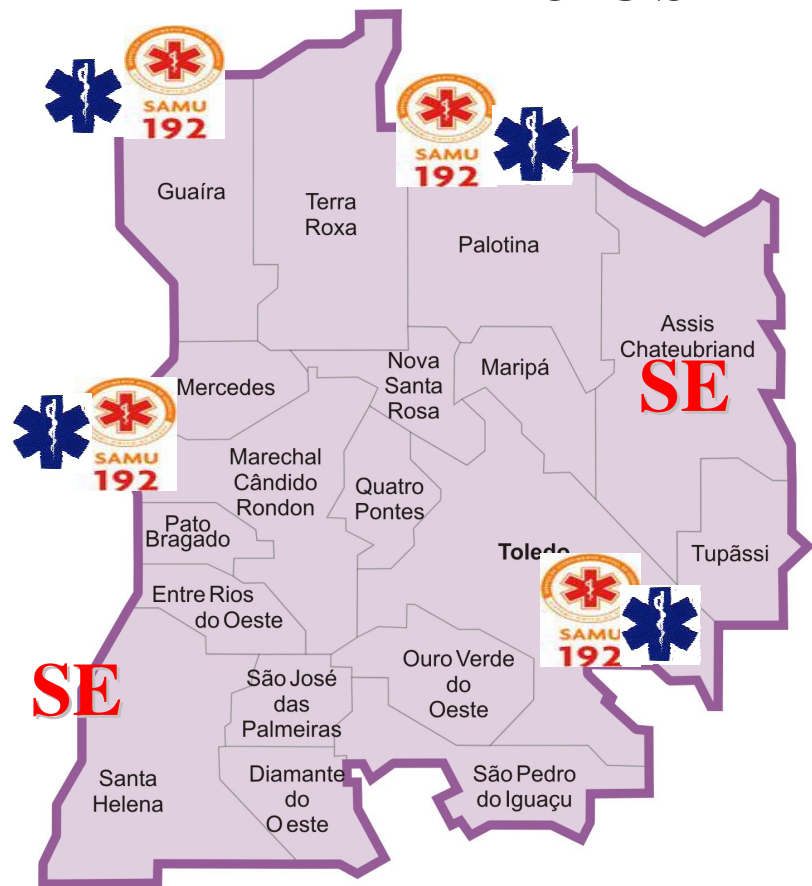 SAMU
192
SAMU
192
Guaíra
Terra
Roxa
Palotina
Assis
Chateubriand
SE
Nova
Santa
Rosa
Maripá
Mercedes
SAMU
192
Marechal
Cândido
Rondon
Quatro
Pontes
Pato
Bragado
Toledo
Tupãssi
SAMU
192
Entre Rios
do Oeste
Ouro Verde
do
Oeste
SE
São José
das
Palmeiras
Santa
Helena
Diamante
do
O este
São Pedro
do Iguaçu